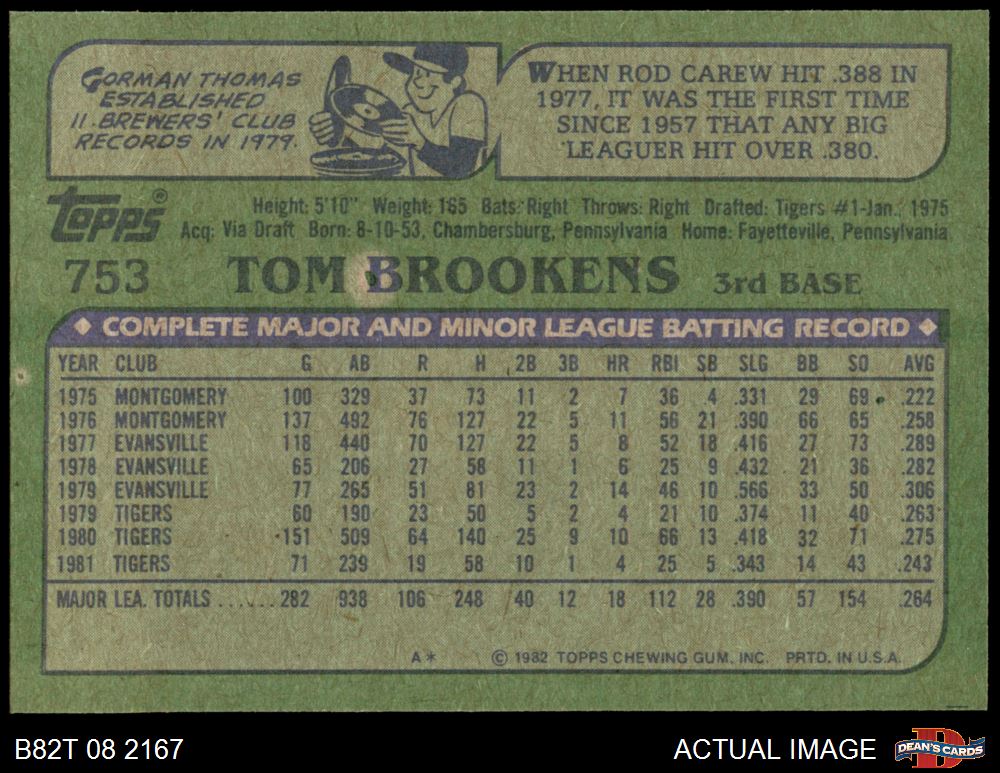 GORMAN THOMAS
ESTABLISHED
11 BREWERS' CLUB
RECORDS IN 1979.
WHEN ROD CAREW HIT .388 IN
1977, IT WAS THE FIRST TIME
SINCE 1957 THAT ANY BIG
LEAGUER HIT OVER .380.
Topps®
Height: 5'10" Weight: 165 Bats: Right Throws: Right Drafted: Tigers #1-Jan., 1975
Acq: Via Draft Born: 8-10-53, Chambersburg, Pennsylvania Home: Fayetteville, Pennsylvania
753 TOM BROOKENS 3rd BASE
COMPLETE MAJOR AND MINOR LEAGUE BATTING RECORD
YEAR CLUB G AB R H 2B 3B HR RBI SB SLG BB SO AVG
1975 MONTGOMERY 100 329 37 73 11 2 7 36 4 .331 29 69 .222
1976 MONTGOMERY 137 492 76 127 22 5 11 56 21 .390 66 65 .258
1977 EVANSVILLE 118 440 70 127 22 5 8 52 18 .416 27 73 .289
1978 EVANSVILLE 65 206 27 58 11 1 6 25 9 .432 21 36 .282
1979 EVANSVILLE 77 265 51 81 23 2 14 46 10 .566 33 50 .306
1979 TIGERS 60 190 23 50 5 2 4 21 10 .374 11 40 .263
1980 TIGERS 151 509 64 140 25 9 10 66 13 .418 32 71 .275
1981 TIGERS 71 239 19 58 10 1 4 25 5 .343 14 43 .243
MAJOR LEA. TOTALS ...... 282 938 106 248 40 12 18 112 28 .390 57 154 .264
A* © 1982 TOPPS CHEWING GUM, INC. PRTD. IN U.S.A.
B82T 08 2167
ACTUAL IMAGE
D
DEAN'S CARDS